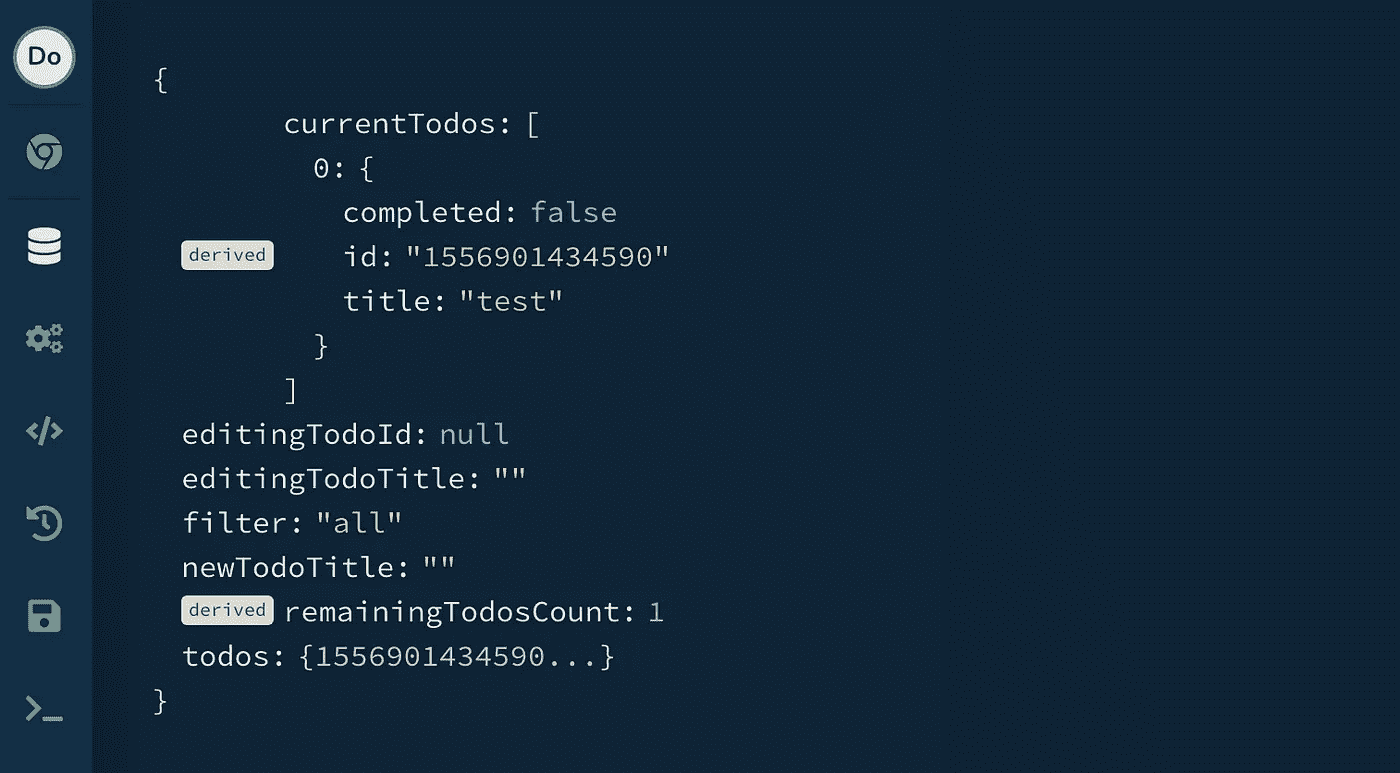 Do
{
currentTodos: [
0: {
completed: false
derived id: "1556901434590"
title: "test"
}
]
editingTodoId: null
editingTodoTitle: ""
filter: "all"
newTodoTitle: ""
derived remainingTodosCount: 1
todos: {1556901434590...}
}